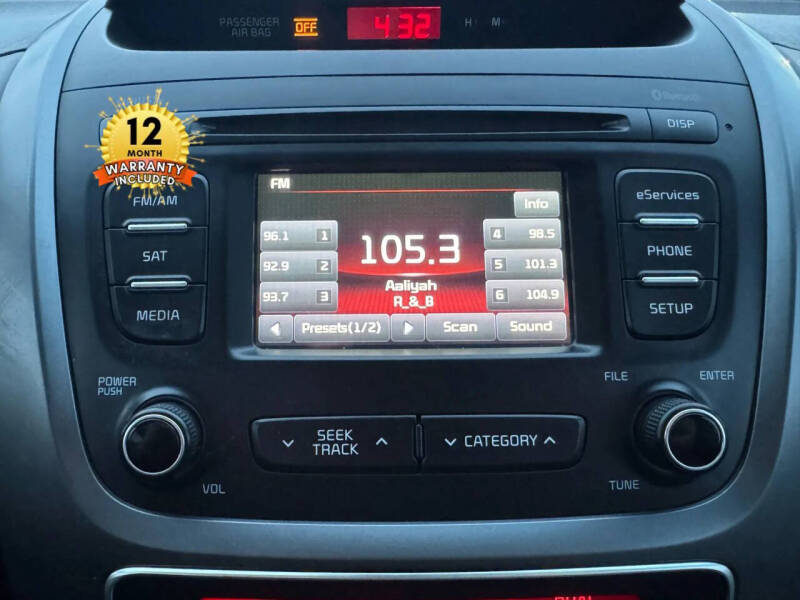 PASSENGER
AIR BAG
OFF
4:32
H M
Bluetooth
DISP
12
MONTH
WARRANTY
INCLUDED
FM/AM
SAT
MEDIA
FM
Info
96.1 1
92.9 2
93.7 3
105.3
Aaliyah
R_&_B
4 98.5
5 101.3
6 104.9
Presets(1/2)
Scan
Sound
eServices
PHONE
SETUP
POWER
PUSH
VOL
SEEK
TRACK
CATEGORY
FILE
ENTER
TUNE
DUAL